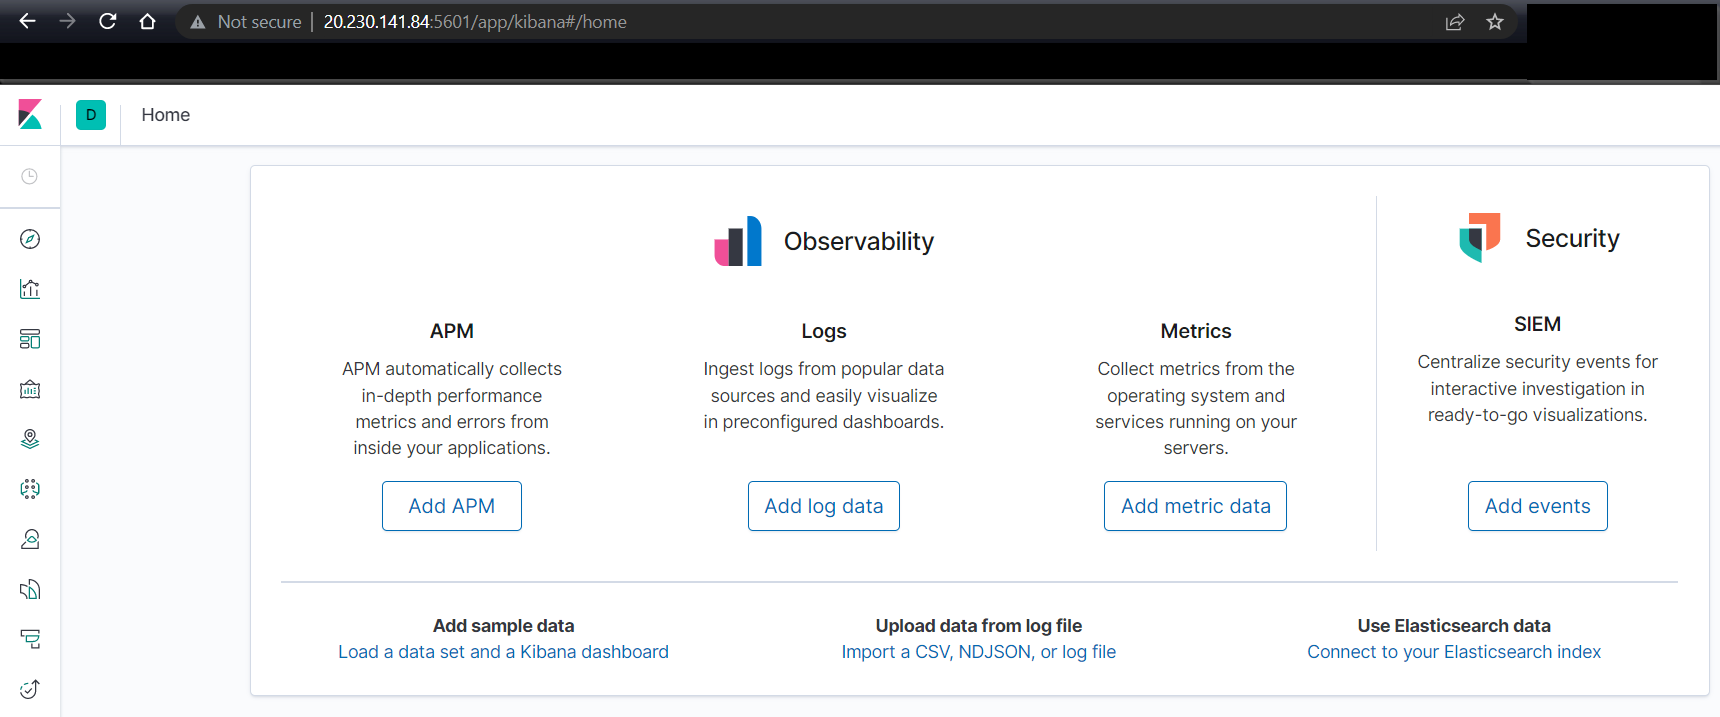 Not secure | 20.230.141.84:5601/app/kibana#/home
D
Home
Observability
Security
APM
APM automatically collects
in-depth performance
metrics and errors from
inside your applications.
Add APM
Logs
Ingest logs from popular data
sources and easily visualize
in preconfigured dashboards.
Add log data
Metrics
Collect metrics from the
operating system and
services running on your
servers.
Add metric data
SIEM
Centralize security events for
interactive investigation in
ready-to-go visualizations.
Add events
Add sample data
Load a data set and a Kibana dashboard
Upload data from log file
Import a CSV, NDJSON, or log file
Use Elasticsearch data
Connect to your Elasticsearch index